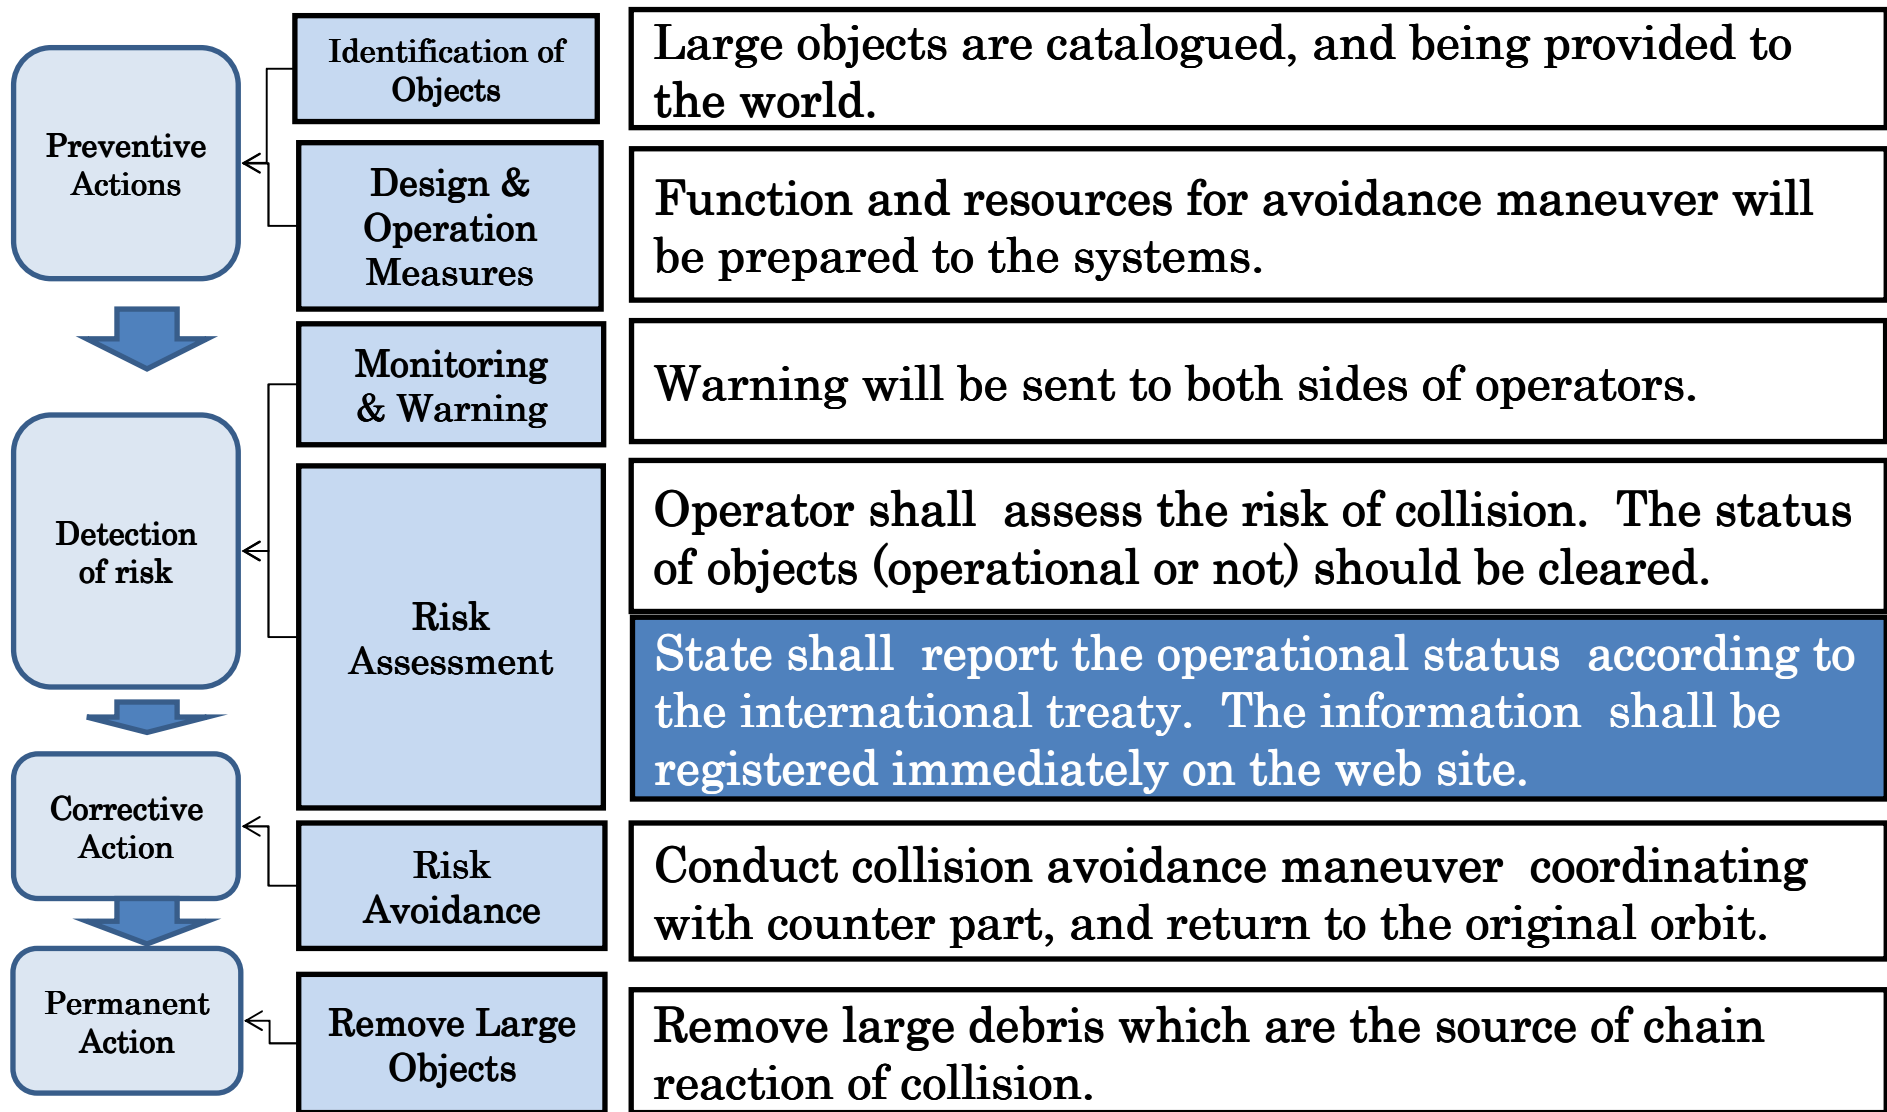 Preventive
Actions
Identification of
Objects
Large objects are catalogued, and being provided to
the world.
Design &
Operation
Measures
Function and resources for avoidance maneuver will
be prepared to the systems.
Detection
of risk
Monitoring
& Warning
Warning will be sent to both sides of operators.
Risk
Assessment
Operator shall  assess the risk of collision.  The status
of objects (operational or not) should be cleared.
State shall  report the operational status  according to
the international treaty.  The information  shall be
registered immediately on the web site.
Corrective
Action
Risk
Avoidance
Conduct collision avoidance maneuver  coordinating
with counter part, and return to the original orbit.
Permanent
Action
Remove Large
Objects
Remove large debris which are the source of chain
reaction of collision.